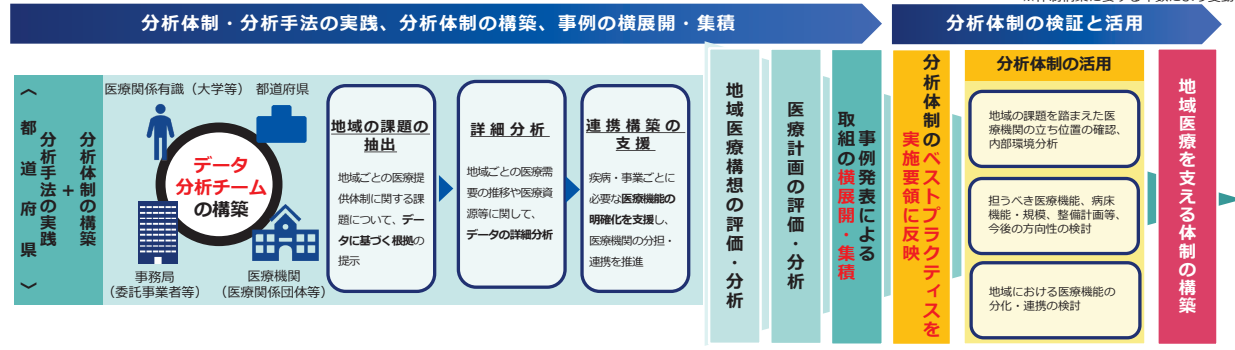 分析体制・分析手法の実践、分析体制の構築、事例の横展開・集積
分析体制の検証と活用
〈都道府県〉
分析手法の実践
+
分析体制の構築
医療関係有識（大学等）
都道府県
データ
分析チーム
の構築
事務局
（委託事業者等）
医療機関
（医療関係団体等）
地域の課題の
抽出
地域ごとの医療提
供体制に関する課
題について、デー
タに基づく根拠の
提示
詳細分析
地域ごとの医療需
要の推移や医療資
源等に関して、
データの詳細分析
連携構築の
支援
疾病・事業ごとに
必要な医療機能の
明確化を支援し、
医療機関の分担・
連携を推進
地域医療構想の評価・分析
医療計画の評価・分析
事例発表による
取組の横展開・集積
分析体制のベストプラクティスを
実施要領に反映
分析体制の活用
地域の課題を踏まえた医
療機関の立ち位置の確認、
内部環境分析
担うべき医療機能、病床
機能・規模、整備計画等、
今後の方向性の検討
地域における医療機能の
分化・連携の検討
地域医療を支える体制の構築